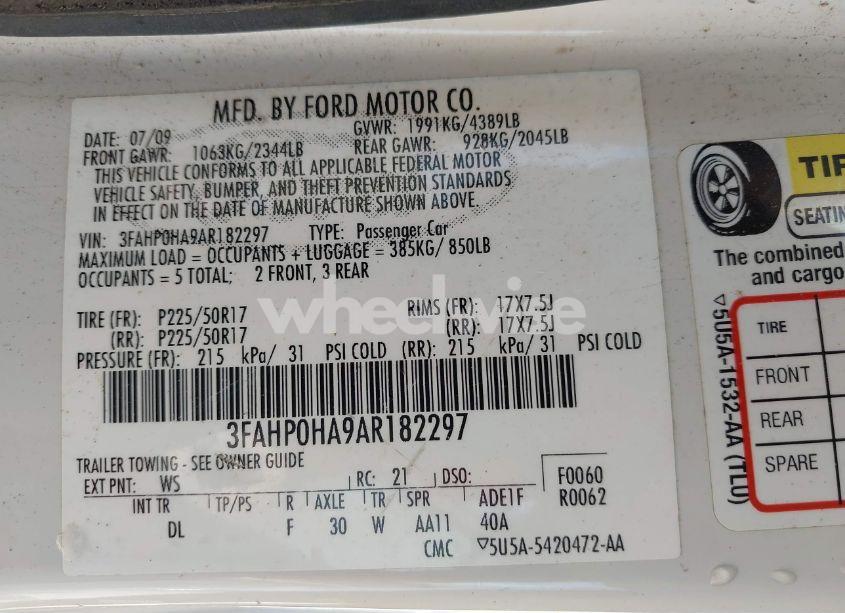 MFD. BY FORD MOTOR CO.
DATE: 07/09 GVWR: 1991KG/4389LB
FRONT GAWR: 1063KG/2344LB REAR GAWR: 928KG/2045LB
THIS VEHICLE CONFORMS TO ALL APPLICABLE FEDERAL MOTOR
VEHICLE SAFETY, BUMPER, AND THEFT PREVENTION STANDARDS
IN EFFECT ON THE DATE OF MANUFACTURE SHOWN ABOVE.
VIN: 3FAHP0HA9AR182297 TYPE: Passenger Car
MAXIMUM LOAD = OCCUPANTS + LUGGAGE = 385KG/ 850LB
OCCUPANTS = 5 TOTAL; 2 FRONT, 3 REAR
wheelvie
TIRE (FR): P225/50R17 RIMS (FR): 17X7.5J
(RR): P225/50R17 (RR): 17X7.5J
PRESSURE (FR): 215 kPa/ 31 PSI COLD (RR): 215 kPa/ 31 PSI COLD
3FAHP0HA9AR182297
TRAILER TOWING - SEE OWNER GUIDE
EXT PNT: WS RC: 21 DSO: F0060
R0062
INT TR TP/PS R AXLE TR SPR ADE1F
DL F 30 W AA11 40A
CMC ▽5U5A-5420472-AA
TIR
SEATIN
The combined
and cargo
TIRE
FRONT
REAR
SPARE
▽5U5A-1532-AA (TLU)